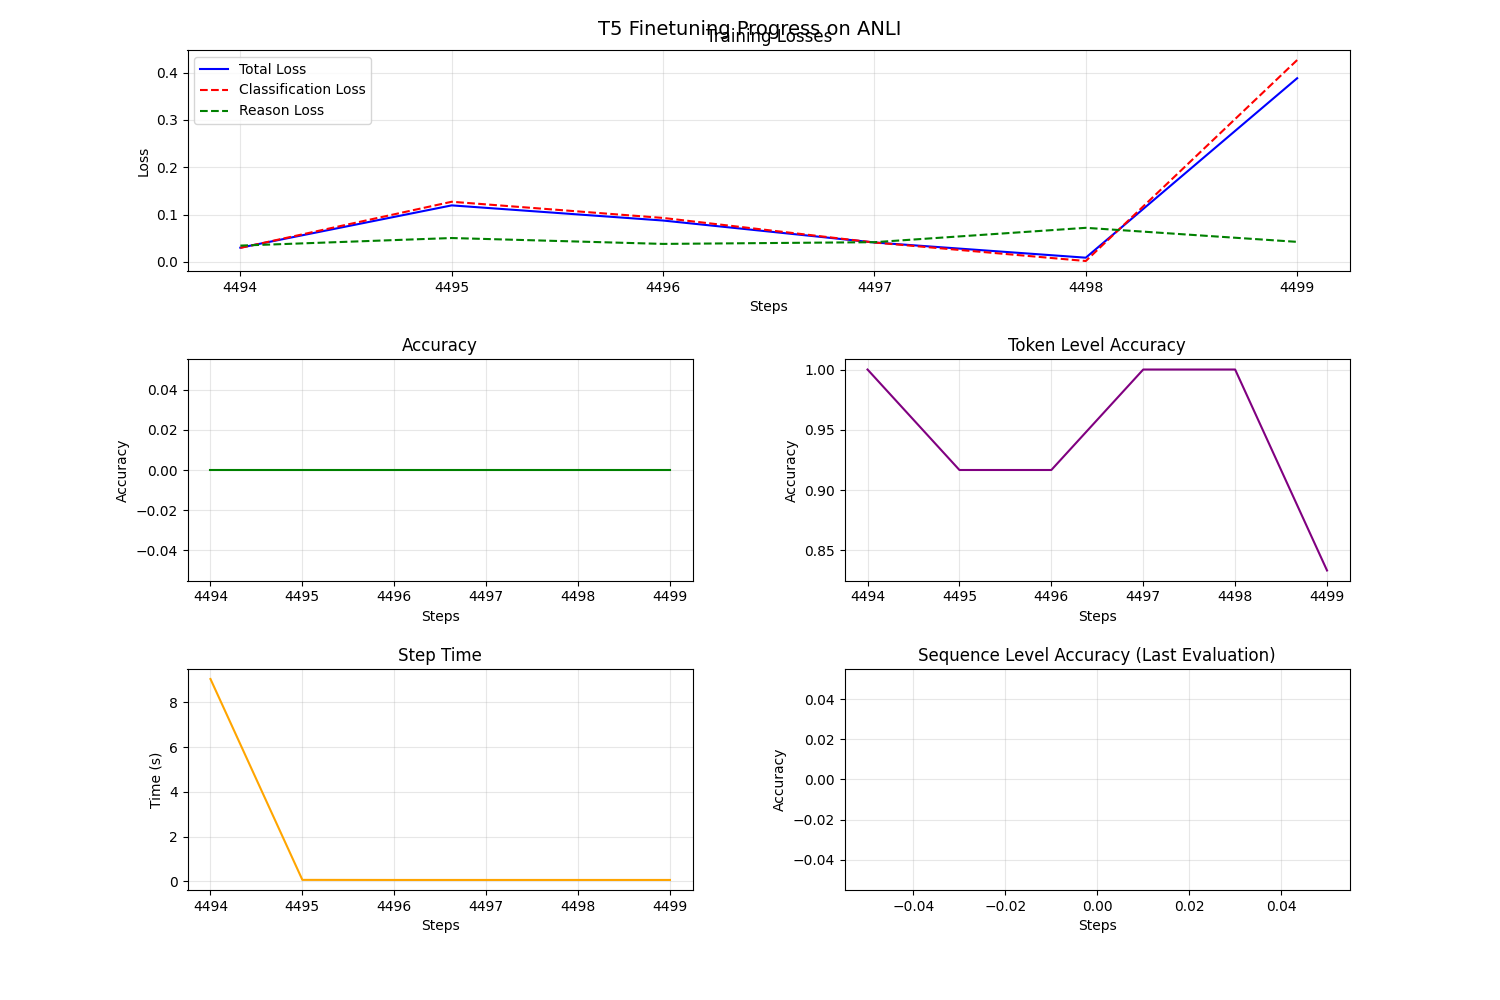 T5 Finetuning Progress on ANLI
Training Losses
Total Loss
Classification Loss
Reason Loss
0.4
0.3
0.2
0.1
0.0
Loss
4494 4495 4496 4497 4498 4499
Steps
Accuracy
0.04
0.02
0.00
−0.02
−0.04
Accuracy
4494 4495 4496 4497 4498 4499
Steps
Token Level Accuracy
1.00
0.95
0.90
0.85
Accuracy
4494 4495 4496 4497 4498 4499
Steps
Step Time
8
6
4
2
0
Time (s)
4494 4495 4496 4497 4498 4499
Steps
Sequence Level Accuracy (Last Evaluation)
0.04
0.02
0.00
−0.02
−0.04
Accuracy
−0.04 −0.02 0.00 0.02 0.04
Steps